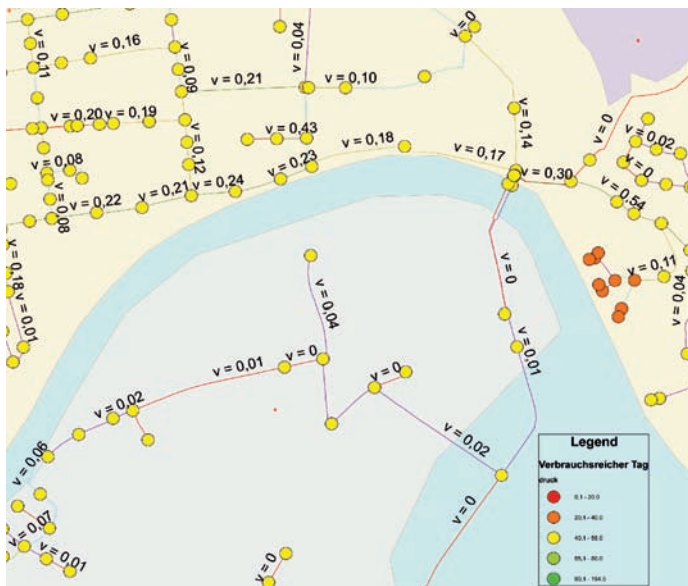 v = 0
v = 0,16
v = 0,04
v = 0,11
v = 0,09
v = 0,21
v = 0,10
v = 0
v = 0,20
v = 0,19
v = 0,43
v = 0,14
v = 0,02
v = 0,18
v = 0,17
v = 0,08
v = 0,12
v = 0,23
v = 0,30
v = 0
v = 0,22
v = 0,21
v = 0,24
v = 0,54
v = 0,08
v = 0,18
v = 0
v = 0,11
v = 0,04
v = 0,01
v = 0,04
v = 0,01
v = 0,01
v = 0
v = 0
v = 0,02
v = 0,02
v = 0,06
v = 0
v = 0,07
v = 0,01
v = 0
Legend
Verbrauchsreicher Tag
druck